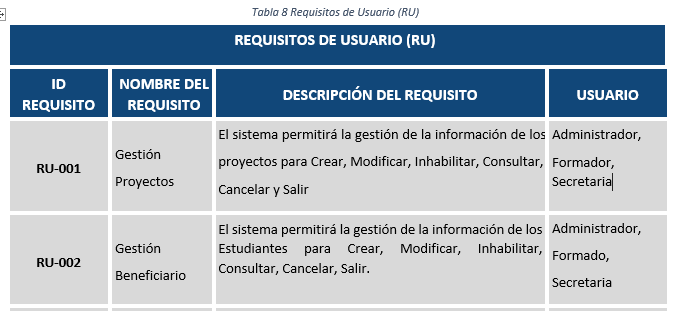 Tabla 8 Requisitos de Usuario (RU)
REQUISITOS DE USUARIO (RU)
ID
REQUISITO
NOMBRE DEL
REQUISITO
DESCRIPCIÓN DEL REQUISITO
USUARIO
RU-001
Gestión
Proyectos
El sistema permitirá la gestión de la información de los
proyectos para Crear, Modificar, Inhabilitar, Consultar,
Cancelar y Salir
Administrador,
Formador,
Secretaria
RU-002
Gestión
Beneficiario
El sistema permitirá la gestión de la información de los
Estudiantes para Crear, Modificar, Inhabilitar,
Consultar, Cancelar, Salir.
Administrador,
Formado,
Secretaria